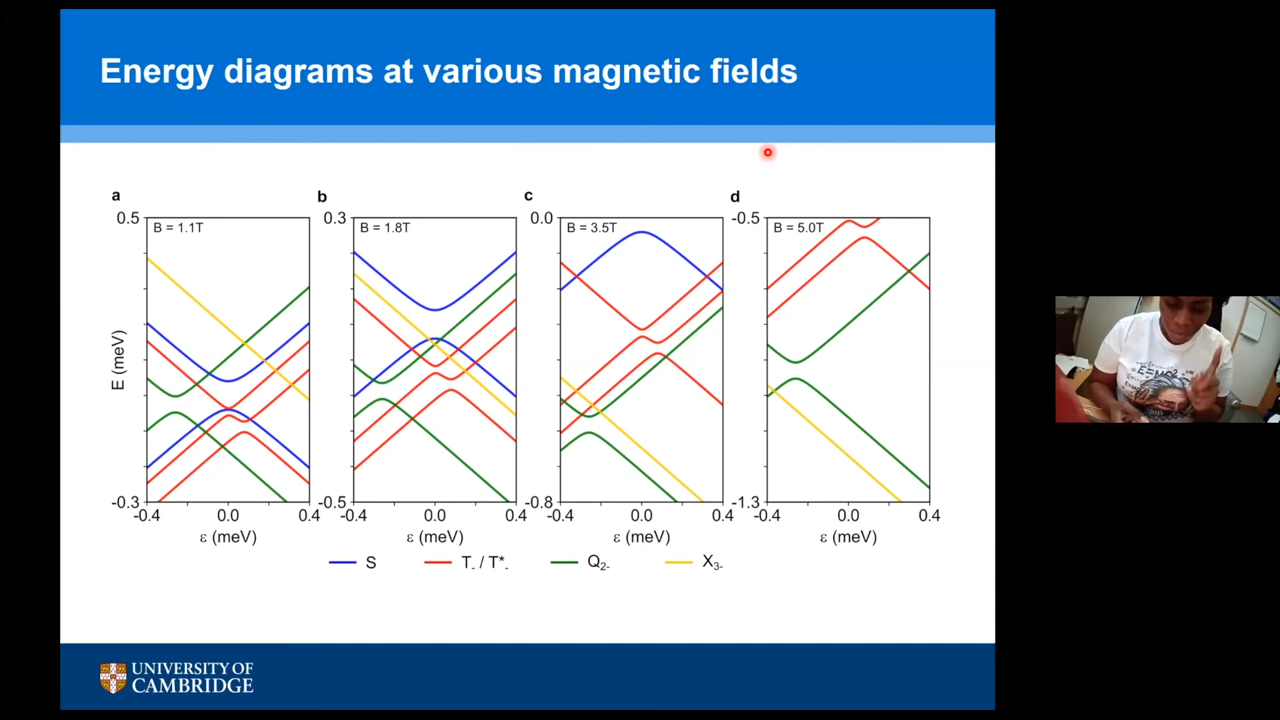 Energy diagrams at various magnetic fields
a
b
c
d
0.5
B = 1.1T
0.3
B = 1.8T
0.0
B = 3.5T
-0.5
B = 5.0T
E (meV)
-0.3
-0.5
-0.8
-1.3
-0.4 0.0 0.4
-0.4 0.0 0.4
-0.4 0.0 0.4
-0.4 0.0 0.4
ε (meV)
ε (meV)
ε (meV)
ε (meV)
S
T₋ / T*₋
Q₂₋
X₃₋
UNIVERSITY OF
CAMBRIDGE